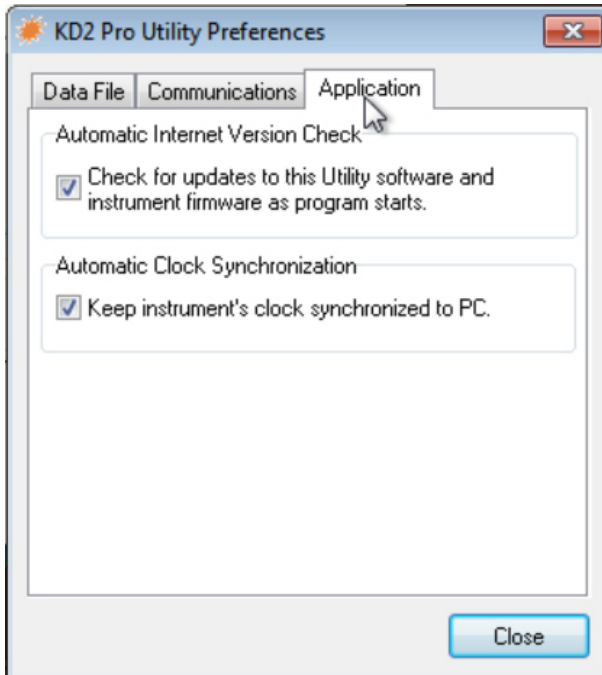 KD2 Pro Utility Preferences
Data File Communications Application
Automatic Internet Version Check
Check for updates to this Utility software and
instrument firmware as program starts.
Automatic Clock Synchronization
Keep instrument's clock synchronized to PC.
Close